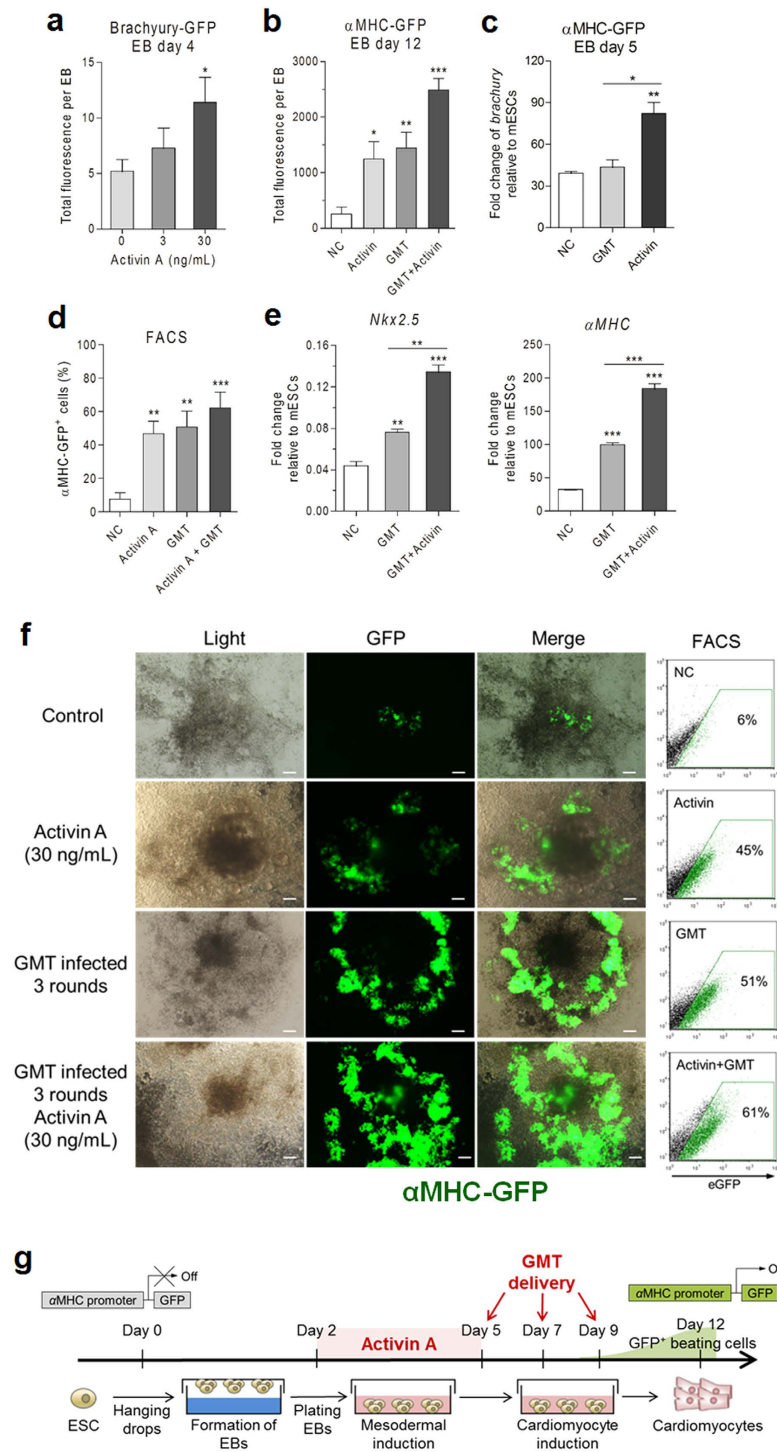 a
Brachyury-GFP
EB day 4
Total fluorescence per EB
15
10
5
0
*
0 3 30
Activin A (ng/mL)
b
αMHC-GFP
EB day 12
Total fluorescence per EB
3000
2000
1000
0
*
**
***
NC
Activin
GMT
GMT+Activin
c
αMHC-GFP
EB day 5
Fold change of brachury
relative to mESCs
120
90
60
30
0
*
**
NC
GMT
Activin
d
FACS
αMHC-GFP+ cells (%)
100
80
60
40
20
0
**
**
***
NC
Activin A
GMT
Activin A + GMT
e
Nkx2.5
Fold change
relative to mESCs
0.16
0.12
0.08
0.04
0.00
**
***
**
NC
GMT
GMT+Activin
αMHC
Fold change
relative to mESCs
250
200
150
100
50
0
***
***
***
NC
GMT
GMT+Activin
f
Light GFP Merge FACS
Control
NC
6%
Activin A
(30 ng/mL)
Activin
45%
GMT infected
3 rounds
GMT
51%
GMT infected
3 rounds
Activin A
(30 ng/mL)
Activin+GMT
61%
eGFP
αMHC-GFP
g
Off
αMHC promoter GFP
GMT
delivery
αMHC promoter GF
Day 0 Day 2 Activin A Day 5 Day 7 Day 9 Day 12
GFP+ beating cells
ESC
Hanging
drops
Formation of
EBs
Plating
EBs
Mesodermal
induction
Cardiomyocyte
induction
Cardiomyocytes